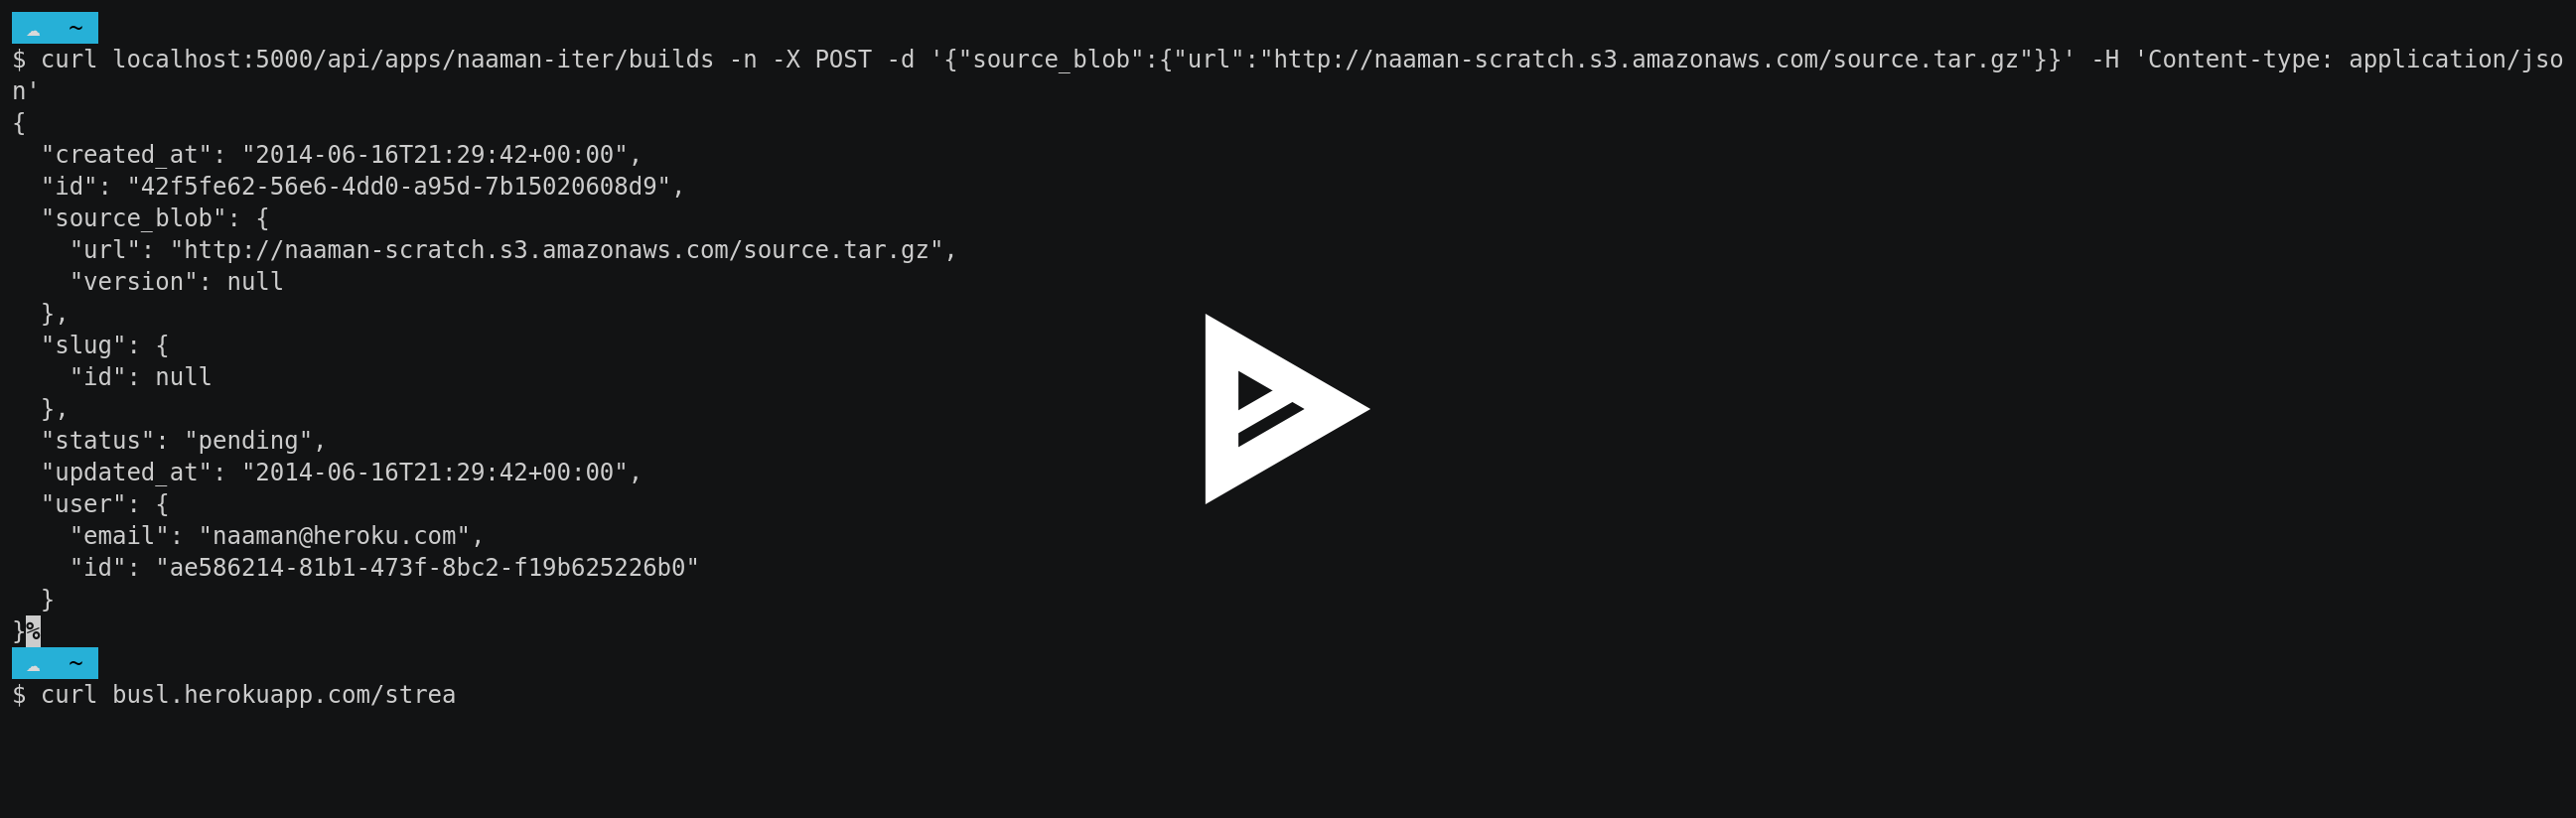 ☁ ~
$ curl localhost:5000/api/apps/naaman-iter/builds -n -X POST -d '{"source_blob":{"url":"http://naaman-scratch.s3.amazonaws.com/source.tar.gz"}}' -H 'Content-type: application/jso
n'
{
  "created_at": "2014-06-16T21:29:42+00:00",
  "id": "42f5fe62-56e6-4dd0-a95d-7b15020608d9",
  "source_blob": {
    "url": "http://naaman-scratch.s3.amazonaws.com/source.tar.gz",
    "version": null
  },
  "slug": {
    "id": null
  },
  "status": "pending",
  "updated_at": "2014-06-16T21:29:42+00:00",
  "user": {
    "email": "naaman@heroku.com",
    "id": "ae586214-81b1-473f-8bc2-f19b625226b0"
  }
}%
☁ ~
$ curl busl.herokuapp.com/strea